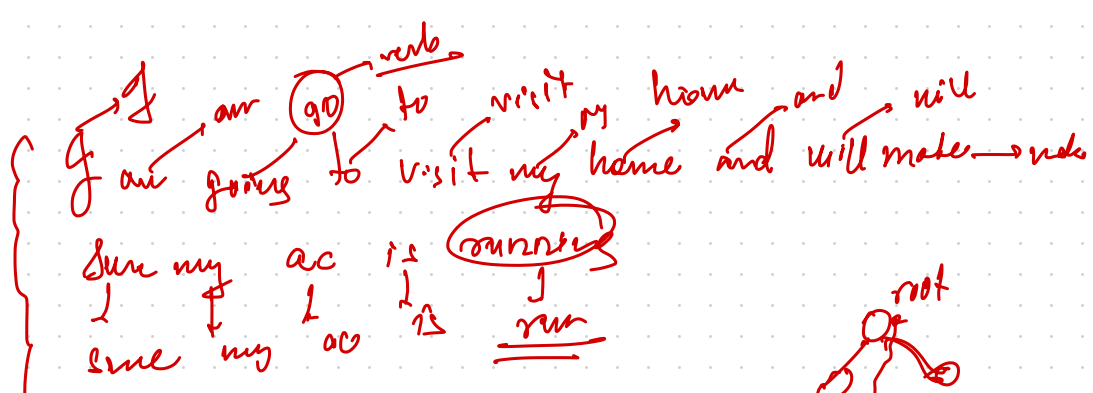 verb
I am go to visit my home and will
I am going to visit my home and will make → make
Sure my ac is running
Sure my ac is run
root